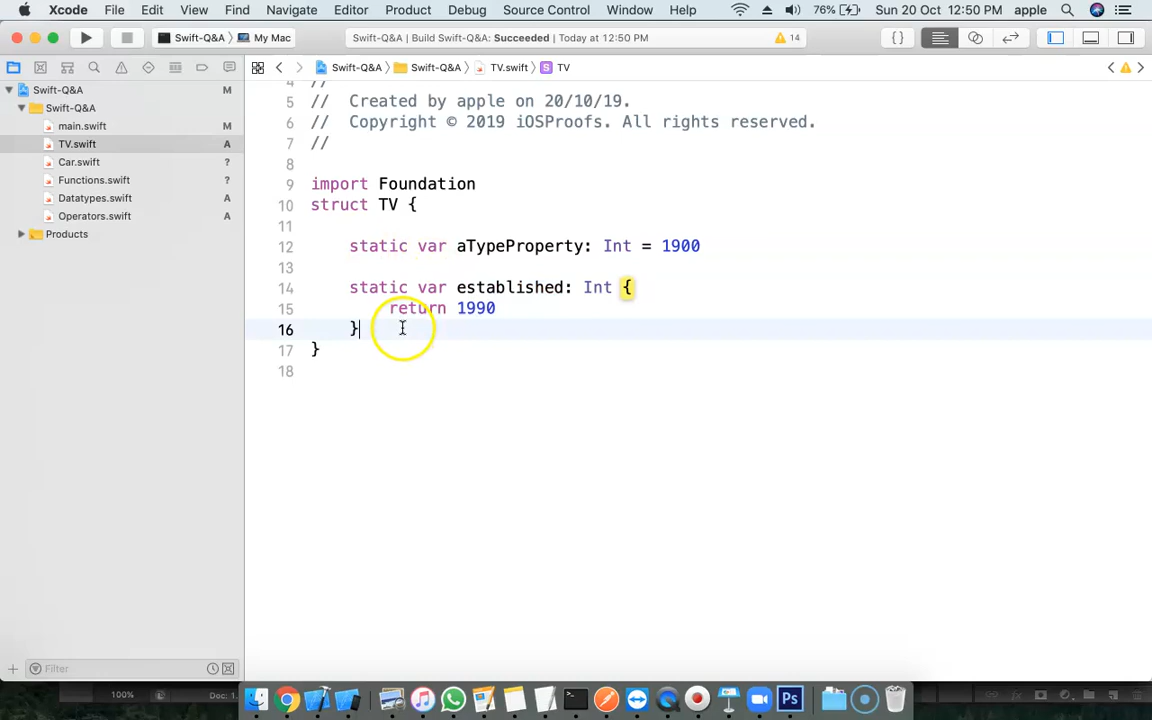 Xcode File Edit View Find Navigate Editor Product Debug Source Control Window Help 76% Sun 20 Oct 12:50 PM apple
Swift-Q&A 〉 My Mac Swift-Q&A | Build Swift-Q&A: Succeeded | Today at 12:50 PM 14 { }
Swift-Q&A 〉 Swift-Q&A 〉 TV.swift 〉 S TV
Swift-Q&A M
Swift-Q&A
main.swift M
TV.swift A
Car.swift ?
Functions.swift ?
Datatypes.swift A
Operators.swift A
Products
4 //
5 // Created by apple on 20/10/19.
6 // Copyright © 2019 iOSProofs. All rights reserved.
7 //
8
9 import Foundation
10 struct TV {
11
12 static var aTypeProperty: Int = 1900
13
14 static var established: Int {
15 return 1990
16 }
17 }
18
Filter
100% Doc: 1.
Ps